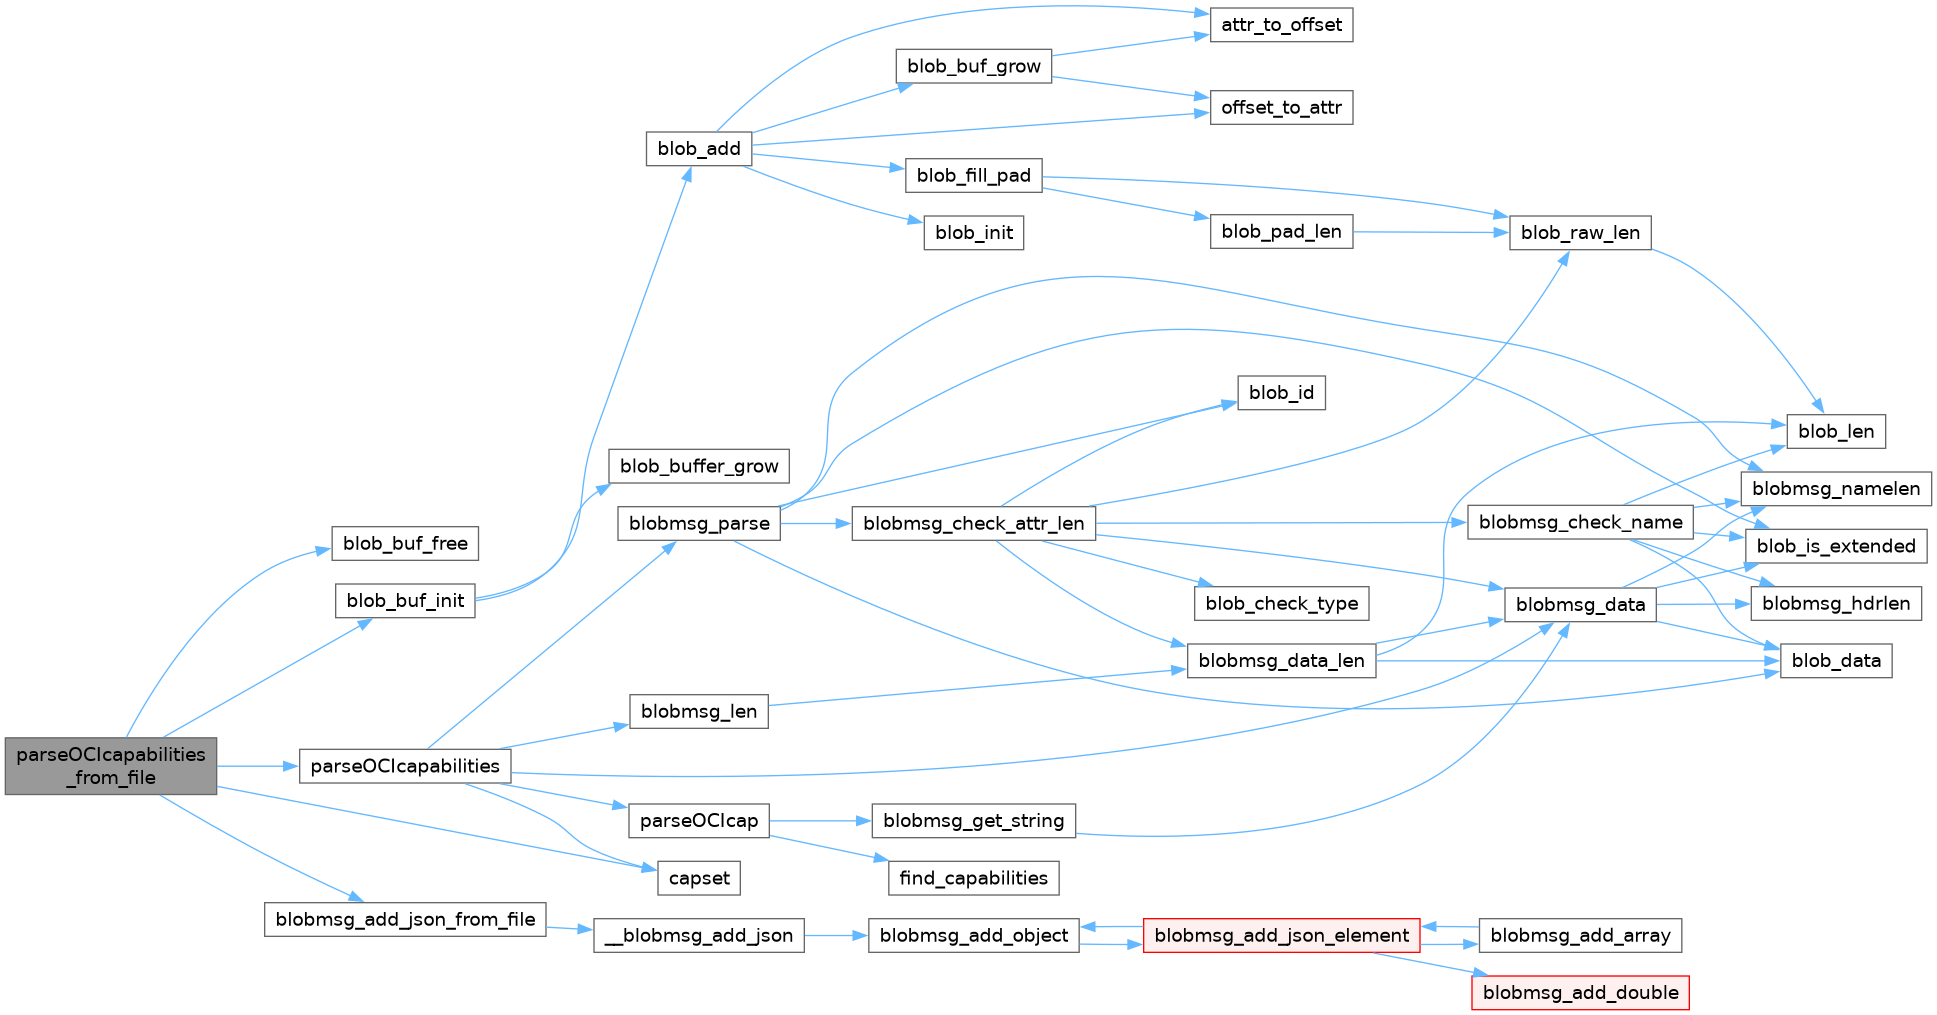 attr_to_offset
blob_buf_grow
offset_to_attr
blob_add
blob_fill_pad
blob_init
blob_pad_len
blob_raw_len
blob_id
blob_len
blob_buffer_grow
blobmsg_namelen
blobmsg_parse
blobmsg_check_attr_len
blobmsg_check_name
blob_buf_free
blob_is_extended
blob_buf_init
blob_check_type
blobmsg_data
blobmsg_hdrlen
blobmsg_data_len
blob_data
blobmsg_len
parseOCIcapabilities
_from_file
parseOCIcapabilities
parseOCIcap
blobmsg_get_string
capset
find_capabilities
blobmsg_add_json_from_file
__blobmsg_add_json
blobmsg_add_object
blobmsg_add_json_element
blobmsg_add_array
blobmsg_add_double